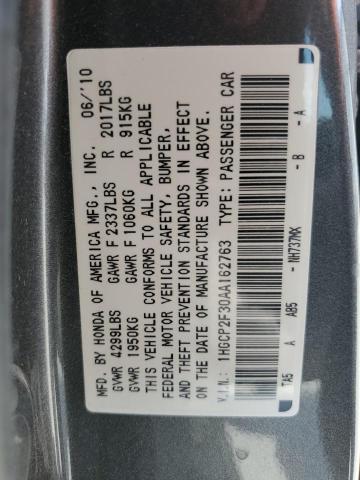 MFD. BY HONDA OF AMERICA MFG., INC. 06/'10
GVWR 4299LBS GAWR F 2337LBS R 2017LBS
GVWR 1950KG GAWR F 1060KG R 915KG
THIS VEHICLE CONFORMS TO ALL APPLICABLE
FEDERAL MOTOR VEHICLE SAFETY, BUMPER,
AND THEFT PREVENTION STANDARDS IN EFFECT
ON THE DATE OF MANUFACTURE SHOWN ABOVE.
V.I.N.: 1HGCP2F30AA162763 TYPE: PASSENGER CAR
TA5 AB5 - NH737MX - B - A
A